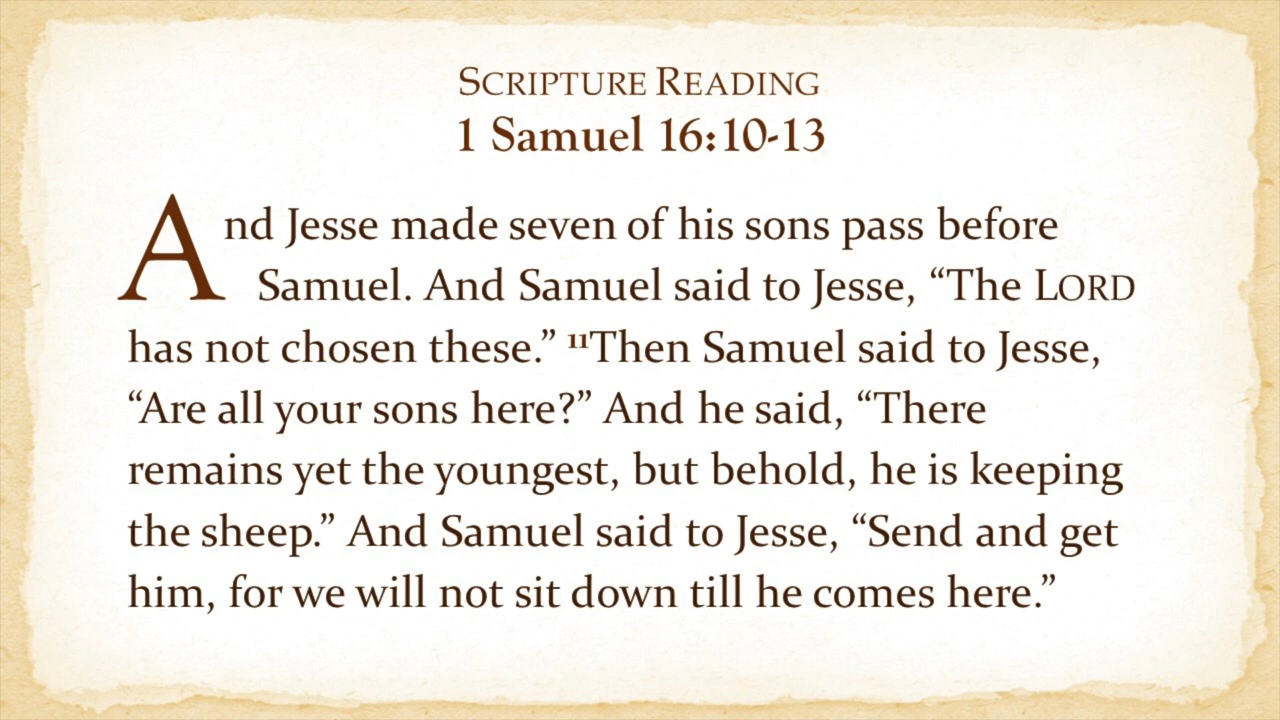 SCRIPTURE READING
1 Samuel 16:10-13
And Jesse made seven of his sons pass before
Samuel. And Samuel said to Jesse, “The LORD
has not chosen these.” ¹¹Then Samuel said to Jesse,
“Are all your sons here?” And he said, “There
remains yet the youngest, but behold, he is keeping
the sheep.” And Samuel said to Jesse, “Send and get
him, for we will not sit down till he comes here.”